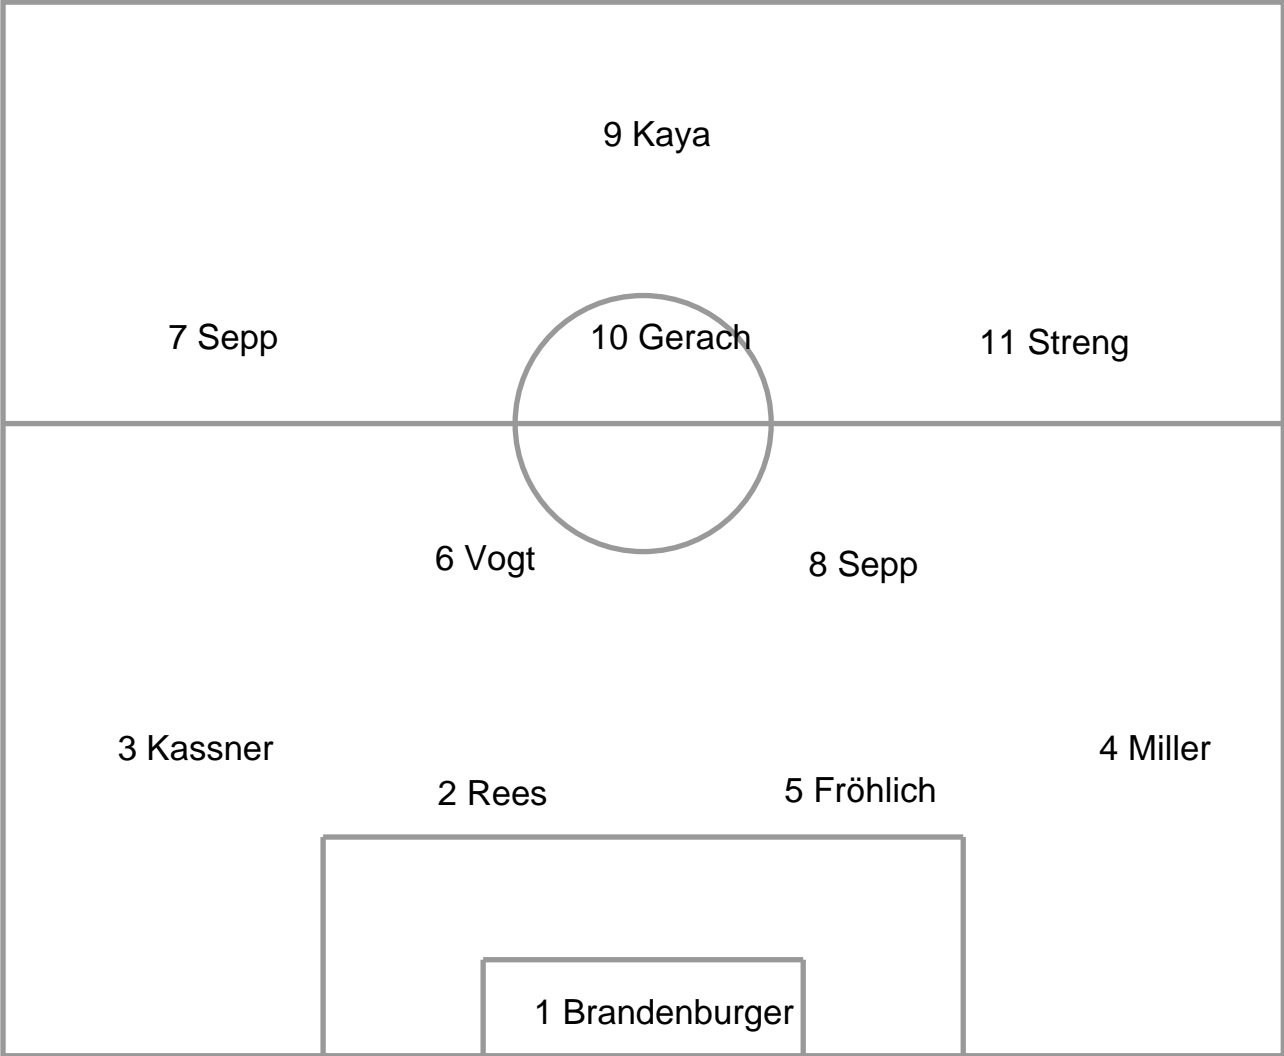 9 Kaya
7 Sepp
10 Gerach
11 Streng
6 Vogt
8 Sepp
3 Kassner
4 Miller
2 Rees
5 Fröhlich
1 Brandenburger